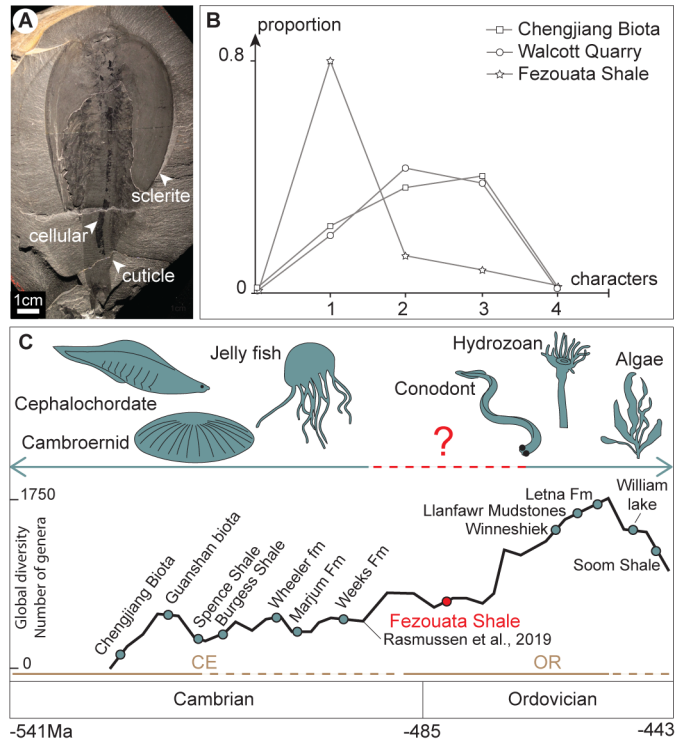 A
sclerite
cellular
cuticle
1cm
B
proportion
0.8
0
Chengjiang Biota
Walcott Quarry
Fezouata Shale
characters
1 2 3 4
C
Cephalochordate
Cambroernid
Jelly fish
?
Conodont
Hydrozoan
Algae
Global diversity
Number of genera
1750
0
Chengjiang Biota
Guanshan biota
Spence Shale
Burgess Shale
Wheeler fm
Marjum Fm
Weeks Fm
Rasmussen et al., 2019
Fezouata Shale
Winneshiek
Llanfawr Mudstones
Letna Fm
William
lake
Soom Shale
CE
OR
Cambrian
Ordovician
-541Ma
-485
-443